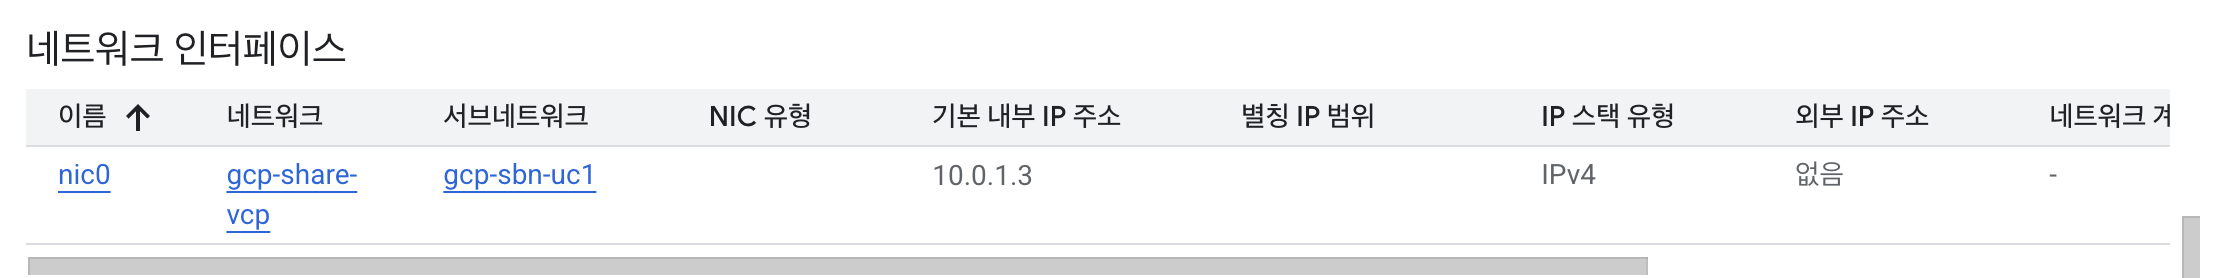 네트워크 인터페이스
이름 ↑ 네트워크 서브네트워크 NIC 유형 기본 내부 IP 주소 별칭 IP 범위 IP 스택 유형 외부 IP 주소 네트워크
nic0 gcp-share- gcp-sbn-uc1 10.0.1.3 IPv4 없음 -
vcp